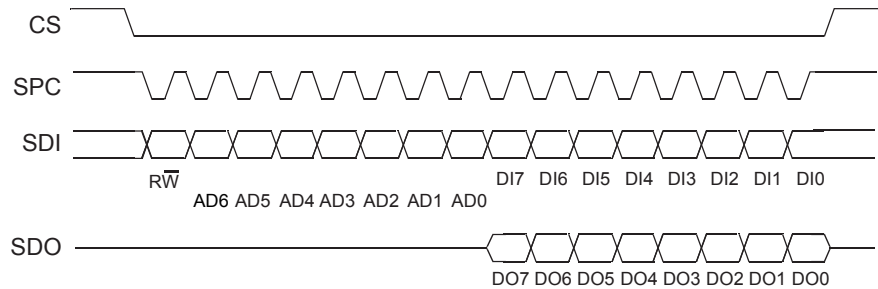 CS
SPC
SDI
RW̅ DI7 DI6 DI5 DI4 DI3 DI2 DI1 DI0
AD6 AD5 AD4 AD3 AD2 AD1 AD0
SDO
DO7 DO6 DO5 DO4 DO3 DO2 DO1 DO0